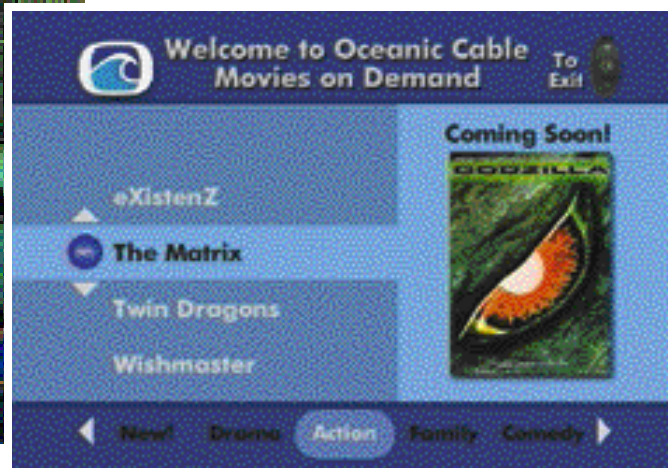 Welcome to Oceanic Cable
Movies on Demand
To
Exit
Coming Soon!
GODZILLA
eXistenZ
The Matrix
Twin Dragons
Wishmaster
New! Drama Action Family Comedy